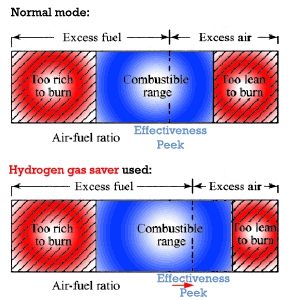 Normal mode:
Excess fuel Excess air
Too rich Combustible Too lean
to burn range to burn
Air-fuel ratio Effectiveness
Peek
Hydrogen gas saver used:
Excess fuel Excess air
Too rich Combustible Too lean
to burn range to burn
Air-fuel ratio Effectiveness
Peek